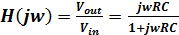 H(jw) = V_out / V_in = jwRC / 1+jwRC